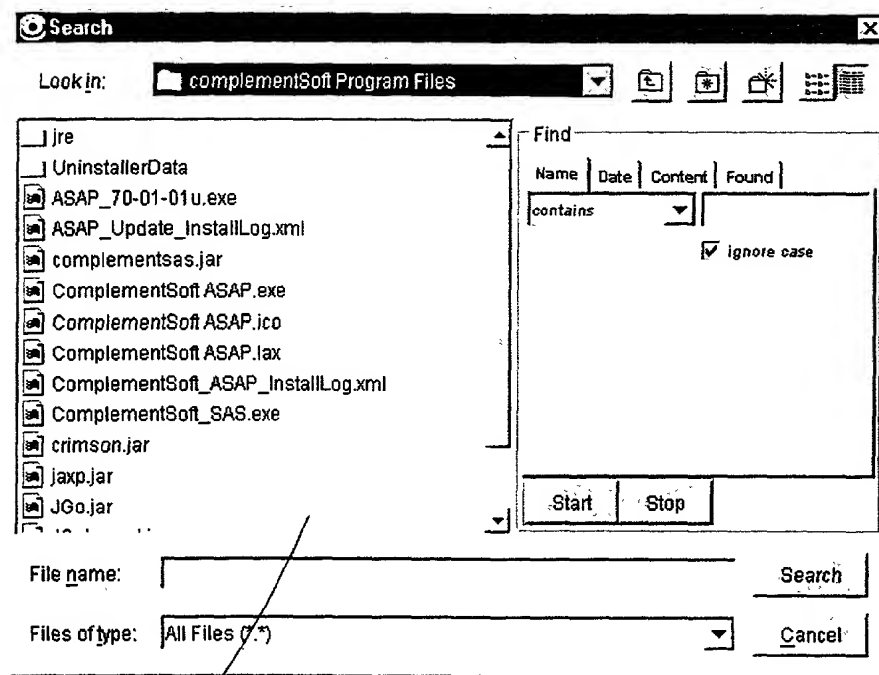 Search
Look in: complementSoft Program Files
jre
UninstallerData
ASAP_70-01-01u.exe
ASAP_Update_InstallLog.xml
complementsas.jar
ComplementSoft ASAP.exe
ComplementSoft ASAP.ico
ComplementSoft ASAP.lax
ComplementSoft_ASAP_InstallLog.xml
ComplementSoft_SAS.exe
crimson.jar
jaxp.jar
JGo.jar
Find
Name Date Content Found
contains
ignore case
Start Stop
File name: Search
Files of type: All Files (*.*) Cancel